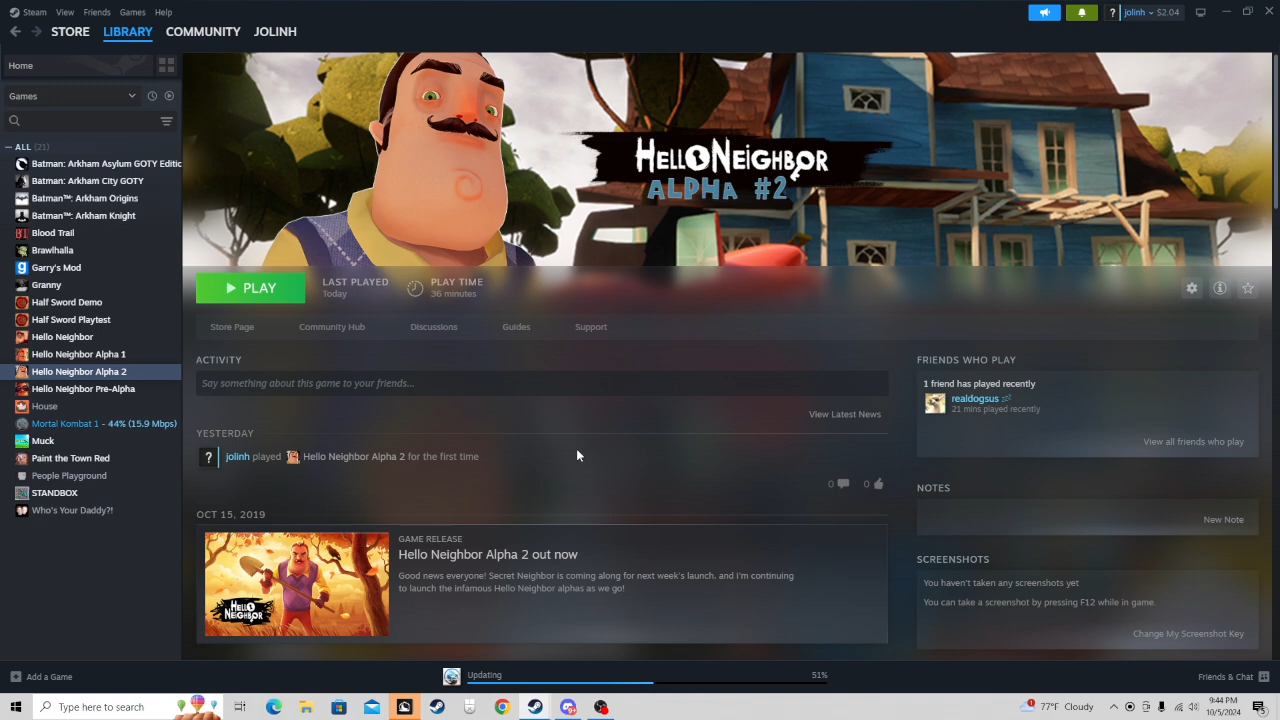 Steam View Friends Games Help
? jolinh $2.04
STORE LIBRARY COMMUNITY JOLINH
Home
Games
ALL (21)
Batman: Arkham Asylum GOTY Editic
Batman: Arkham City GOTY
Batman™: Arkham Origins
Batman™: Arkham Knight
Blood Trail
Brawlhalla
Garry's Mod
Granny
Half Sword Demo
Half Sword Playtest
Hello Neighbor
Hello Neighbor Alpha 1
Hello Neighbor Alpha 2
Hello Neighbor Pre-Alpha
House
Mortal Kombat 1 - 44% (15.9 Mbps)
Muck
Paint the Town Red
People Playground
STANDBOX
Who's Your Daddy?!
HELLO NEIGHBOR
ALPHA #2
PLAY
LAST PLAYED
Today
PLAY TIME
36 minutes
Store Page Community Hub Discussions Guides Support
ACTIVITY
Say something about this game to your friends...
View Latest News
YESTERDAY
? jolinh played Hello Neighbor Alpha 2 for the first time
0 0
OCT 15, 2019
HELLO NEIGHBOR
GAME RELEASE
Hello Neighbor Alpha 2 out now
Good news everyone! Secret Neighbor is coming along for next week's launch, and I'm continuing
to launch the infamous Hello Neighbor alphas as we go!
FRIENDS WHO PLAY
1 friend has played recently
realdogsus zz
21 mins played recently
View all friends who play
NOTES
New Note
SCREENSHOTS
You haven't taken any screenshots yet
You can take a screenshot by pressing F12 while in game.
Change My Screenshot Key
Add a Game
Updating 51%
Friends & Chat
Type here to search
77°F Cloudy
9:44 PM
10/5/2024